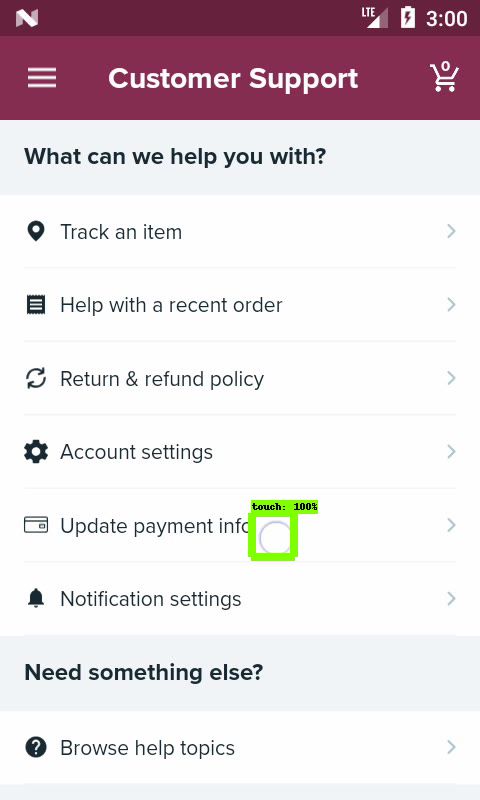 LTE 3:00
Customer Support
0
What can we help you with?
Track an item
Help with a recent order
Return & refund policy
Account settings
touch: 100%
Update payment info
Notification settings
Need something else?
Browse help topics